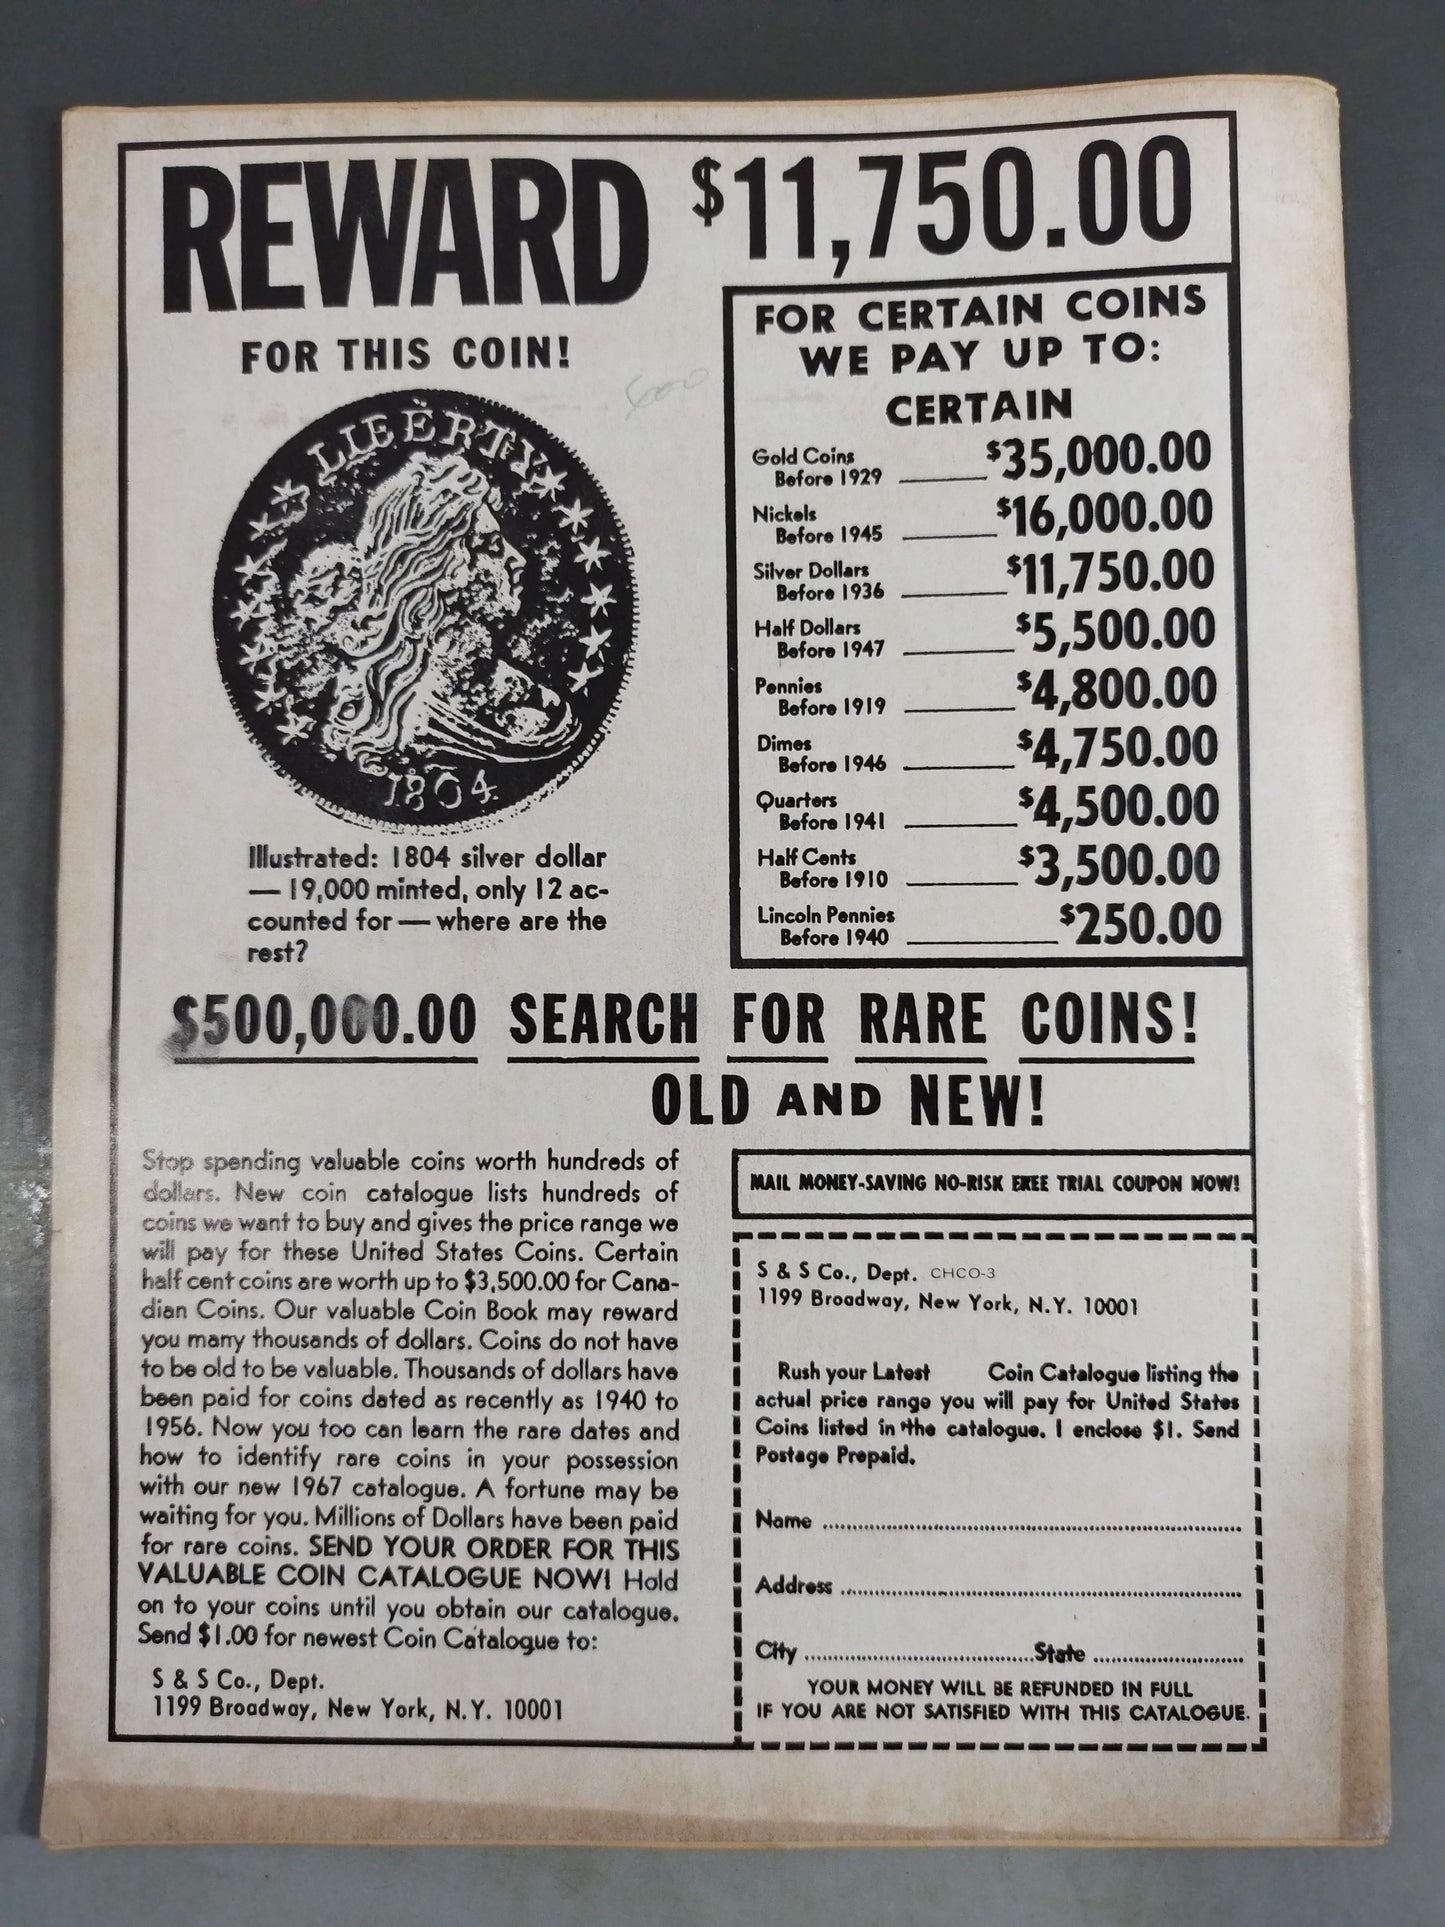 REWARD $11,750.00
FOR THIS COIN!
LIBERTY
1804
Illustrated: 1804 silver dollar
— 19,000 minted, only 12 ac-
counted for — where are the
rest?
FOR CERTAIN COINS
WE PAY UP TO:
CERTAIN
Gold Coins
Before 1929 $35,000.00
Nickels
Before 1945 $16,000.00
Silver Dollars
Before 1936 $11,750.00
Half Dollars
Before 1947 $5,500.00
Pennies
Before 1919 $4,800.00
Dimes
Before 1946 $4,750.00
Quarters
Before 1941 $4,500.00
Half Cents
Before 1910 $3,500.00
Lincoln Pennies
Before 1940 $250.00
$500,000.00 SEARCH FOR RARE COINS!
OLD AND NEW!
Stop spending valuable coins worth hundreds of
dollars. New coin catalogue lists hundreds of
coins we want to buy and gives the price range we
will pay for these United States Coins. Certain
half cent coins are worth up to $3,500.00 for Cana-
dian Coins. Our valuable Coin Book may reward
you many thousands of dollars. Coins do not have
to be old to be valuable. Thousands of dollars have
been paid for coins dated as recently as 1940 to
1956. Now you too can learn the rare dates and
how to identify rare coins in your possession
with our new 1967 catalogue. A fortune may be
waiting for you. Millions of Dollars have been paid
for rare coins. SEND YOUR ORDER FOR THIS
VALUABLE COIN CATALOGUE NOW! Hold
on to your coins until you obtain our catalogue.
Send $1.00 for newest Coin Catalogue to:
S & S Co., Dept.
1199 Broadway, New York, N.Y. 10001
MAIL MONEY-SAVING NO-RISK FREE TRIAL COUPON NOW!
S & S Co., Dept. CHCO-3
1199 Broadway, New York, N.Y. 10001
Rush your Latest Coin Catalogue listing the
actual price range you will pay for United States
Coins listed in the catalogue. I enclose $1. Send
Postage Prepaid.
Name
Address
City State
YOUR MONEY WILL BE REFUNDED IN FULL
IF YOU ARE NOT SATISFIED WITH THIS CATALOGUE.